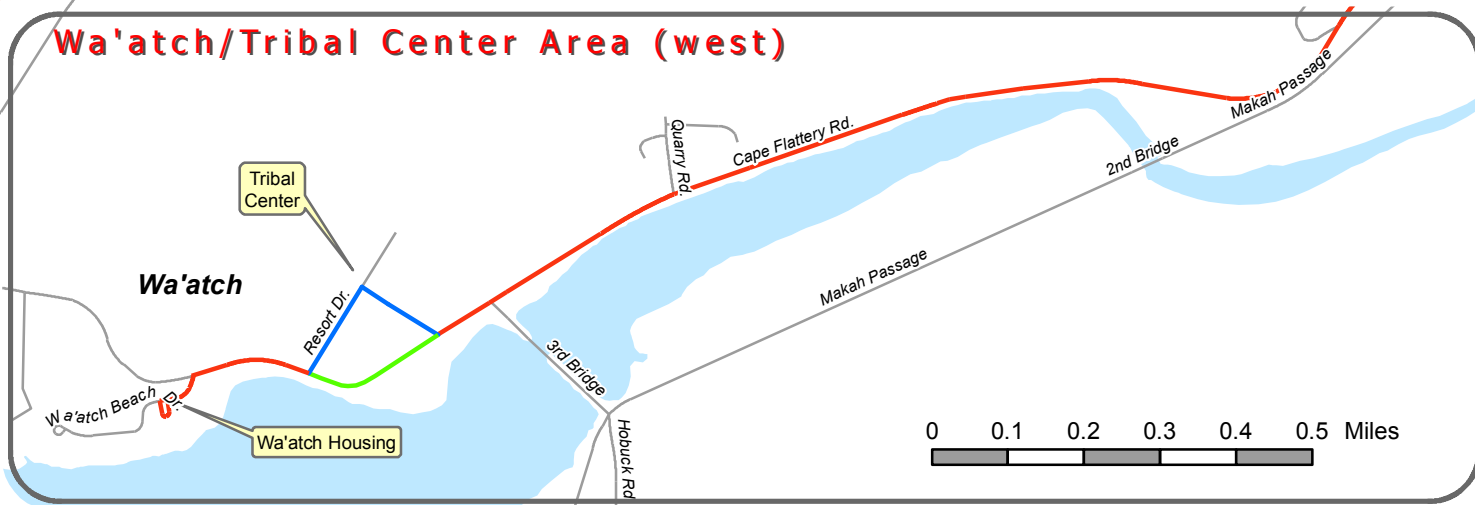 Wa'atch/Tribal Center Area (west)
Makah Passage
Quarry Rd.
Cape Flattery Rd.
2nd Bridge
Tribal
Center
Wa'atch
Makah Passage
Resort Dr.
3rd Bridge
Wa'atch Beach Dr.
Wa'atch Housing
Hobuck Rd
0 0.1 0.2 0.3 0.4 0.5 Miles